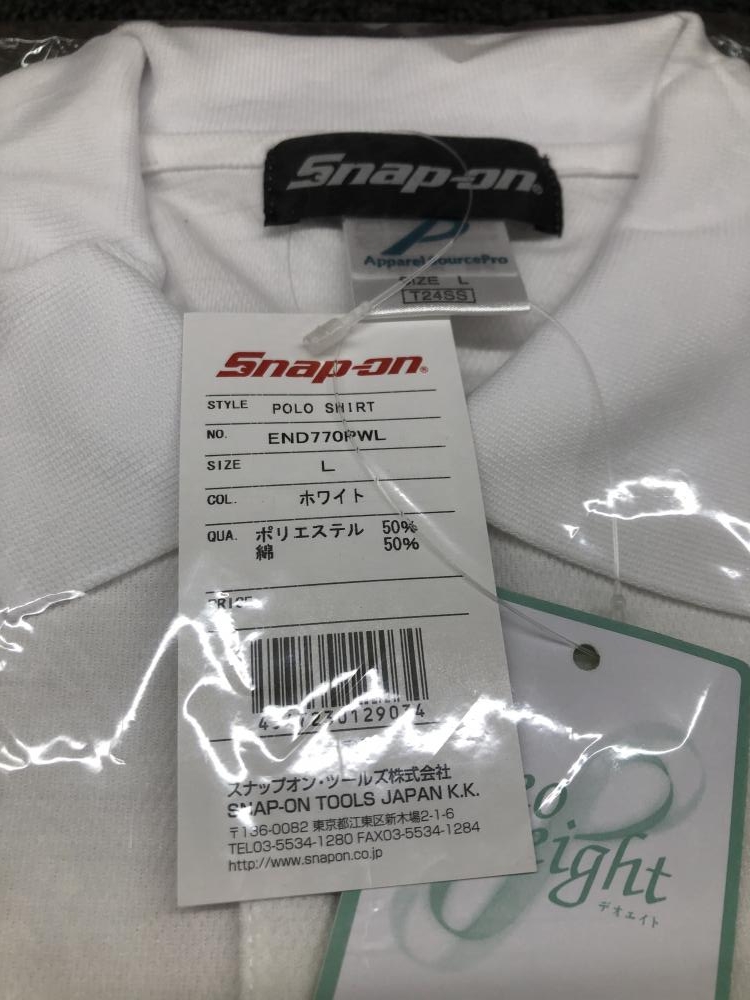 Snap-on
ApparelSourcePro
SIZE L
T24SS
Snap-on
STYLE POLO SHIRT
NO. END770PWL
SIZE L
COL. ホワイト
QUA. ポリエステル 50%
綿 50%
PRICE
スナップオン・ツールズ株式会社
SNAP-ON TOOLS JAPAN K.K.
〒136-0082 東京都江東区新木場2-1-6
TEL03-5534-1280 FAX03-5534-1284
http://www.snapon.co.jp
デオエイト